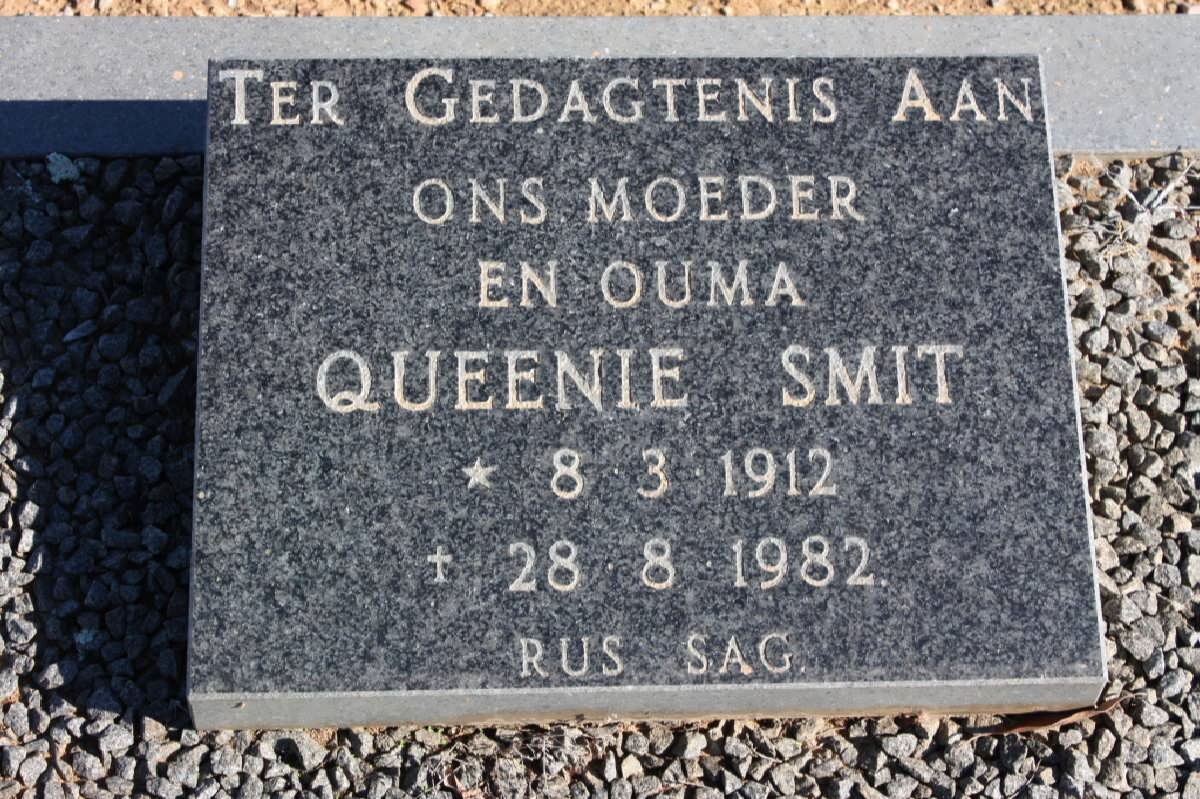 Ter Gedagtenis Aan
ONS MOEDER
EN OUMA
QUEENIE SMIT
★ 8·3·1912
✝ 28·8·1982.
RUS SAG.